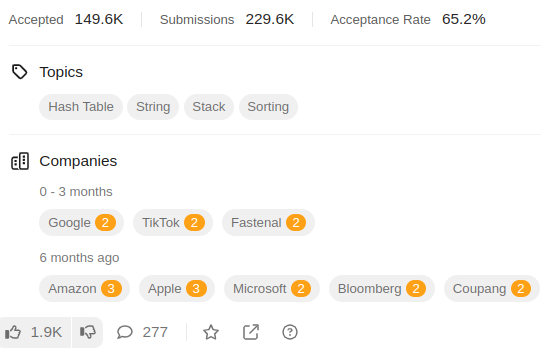 Accepted 149.6K Submissions 229.6K Acceptance Rate 65.2%
Topics
Hash Table String Stack Sorting
Companies
0 - 3 months
Google 2 TikTok 2 Fastenal 2
6 months ago
Amazon 3 Apple 3 Microsoft 2 Bloomberg 2 Coupang 2
1.9K 277